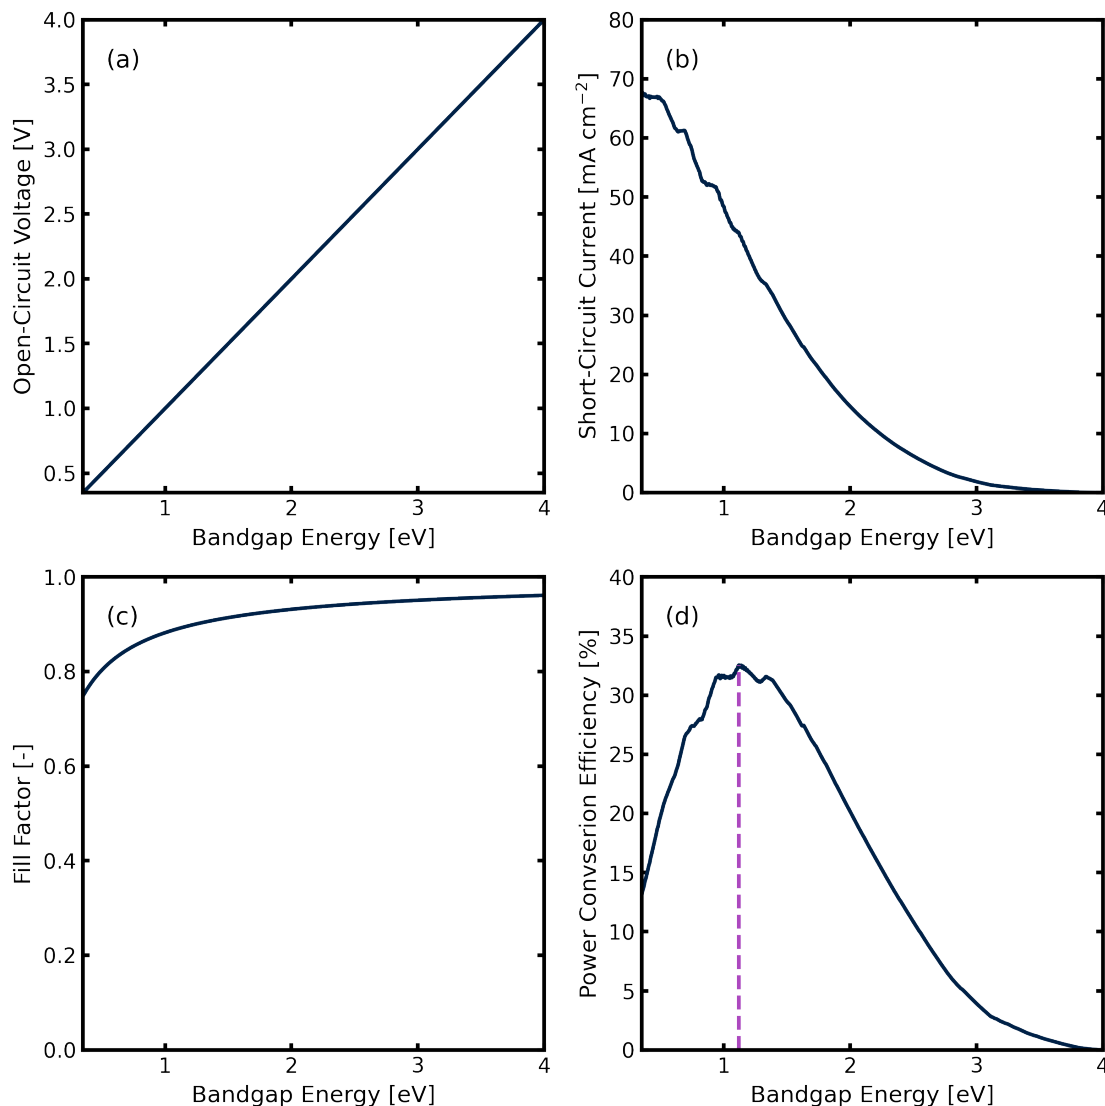 (a)
Open-Circuit Voltage [V]
4.0
3.5
3.0
2.5
2.0
1.5
1.0
0.5
1 2 3 4
Bandgap Energy [eV]
(b)
Short-Circuit Current [mA cm⁻²]
80
70
60
50
40
30
20
10
0
1 2 3 4
Bandgap Energy [eV]
(c)
Fill Factor [-]
1.0
0.8
0.6
0.4
0.2
0.0
1 2 3 4
Bandgap Energy [eV]
(d)
Power Convserion Efficiency [%]
40
35
30
25
20
15
10
5
0
1 2 3 4
Bandgap Energy [eV]